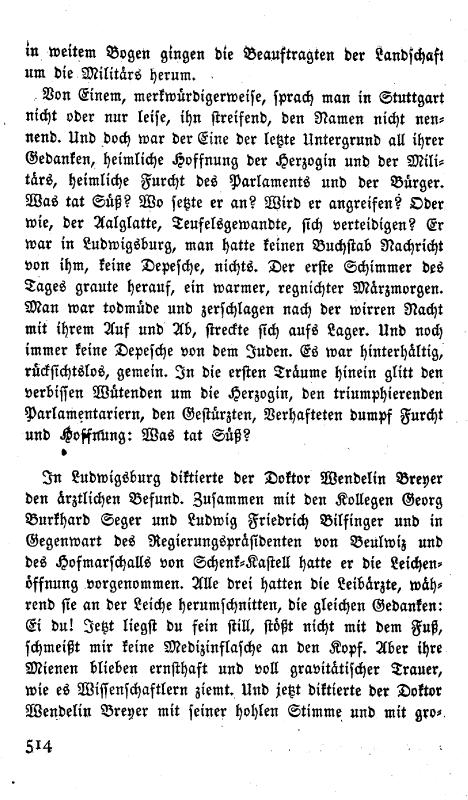 in weitem Bogen gingen die Beauftragten der Landschaft
um die Militärs herum.
Von Einem, merkwürdigerweise, sprach man in Stuttgart
nicht oder nur leise, ihn streifend, den Namen nicht nen-
nend. Und doch war der Eine der letzte Untergrund all ihrer
Gedanken, heimliche Hoffnung der Herzogin und der Mili-
tärs, heimliche Furcht des Parlaments und der Bürger.
Was tat Süß? Wo setzte er an? Wird er angreifen? Oder
wie, der Aalglatte, Teufelsgewandte, sich verteidigen? Er
war in Ludwigsburg, man hatte keinen Buchstab Nachricht
von ihm, keine Depesche, nichts. Der erste Schimmer des
Tages graute herauf, ein warmer, regnichter Märzmorgen.
Man war todmüde und zerschlagen nach der wirren Nacht
mit ihrem Auf und Ab, streckte sich aufs Lager. Und noch
immer keine Depesche von dem Juden. Es war hinterhältig,
rücksichtslos, gemein. In die ersten Träume hinein glitt den
verbissen Wütenden um die Herzogin, den triumphierenden
Parlamentariern, den Gestürzten, Verhafteten dumpf Furcht
und Hoffnung: Was tat Süß?
In Ludwigsburg diktierte der Doktor Wendelin Breyer
den ärztlichen Befund. Zusammen mit den Kollegen Georg
Burkhard Seger und Ludwig Friedrich Bilfinger und in
Gegenwart des Regierungspräsidenten von Beulwiz und
des Hofmarschalls von Schenk-Kastell hatte er die Leichen-
öffnung vorgenommen. Alle drei hatten die Leibärzte, wäh-
rend sie an der Leiche herumschnitten, die gleichen Gedanken:
Ei du! Jetzt liegst du fein still, stößt nicht mit dem Fuß,
schmeißt mir keine Medizinflasche an den Kopf. Aber ihre
Mienen blieben ernsthaft und voll gravitätischer Trauer,
wie es Wissenschaftlern ziemt. Und jetzt diktierte der Doktor
Wendelin Breyer mit seiner hohlen Stimme und mit gro-
514